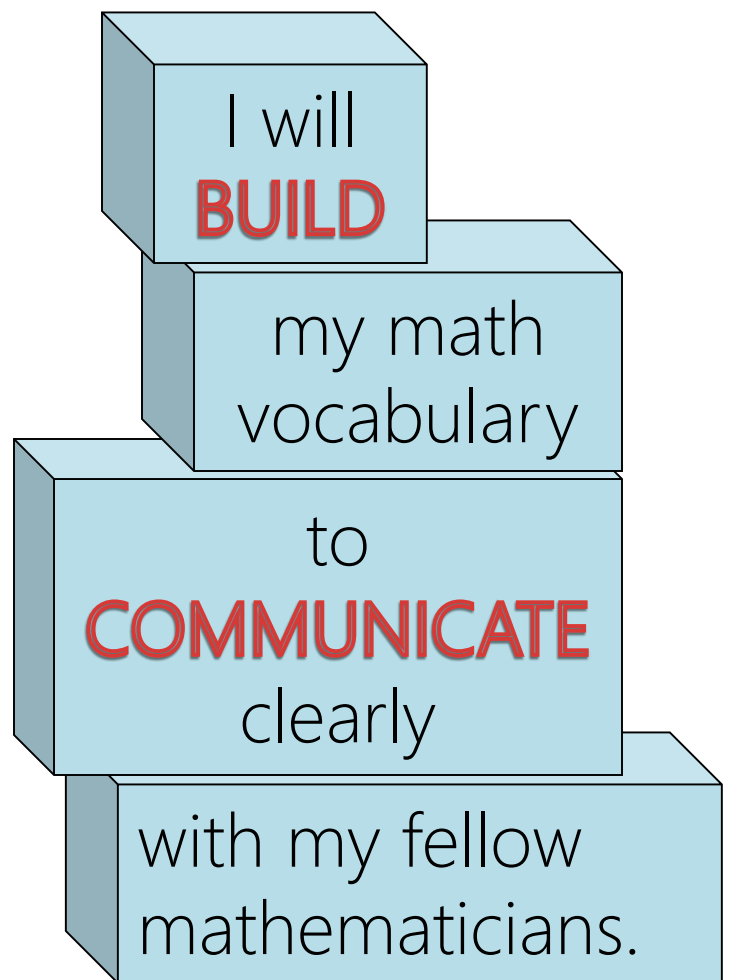 I will
BUILD
my math
vocabulary
to
COMMUNICATE
clearly
with my fellow
mathematicians.